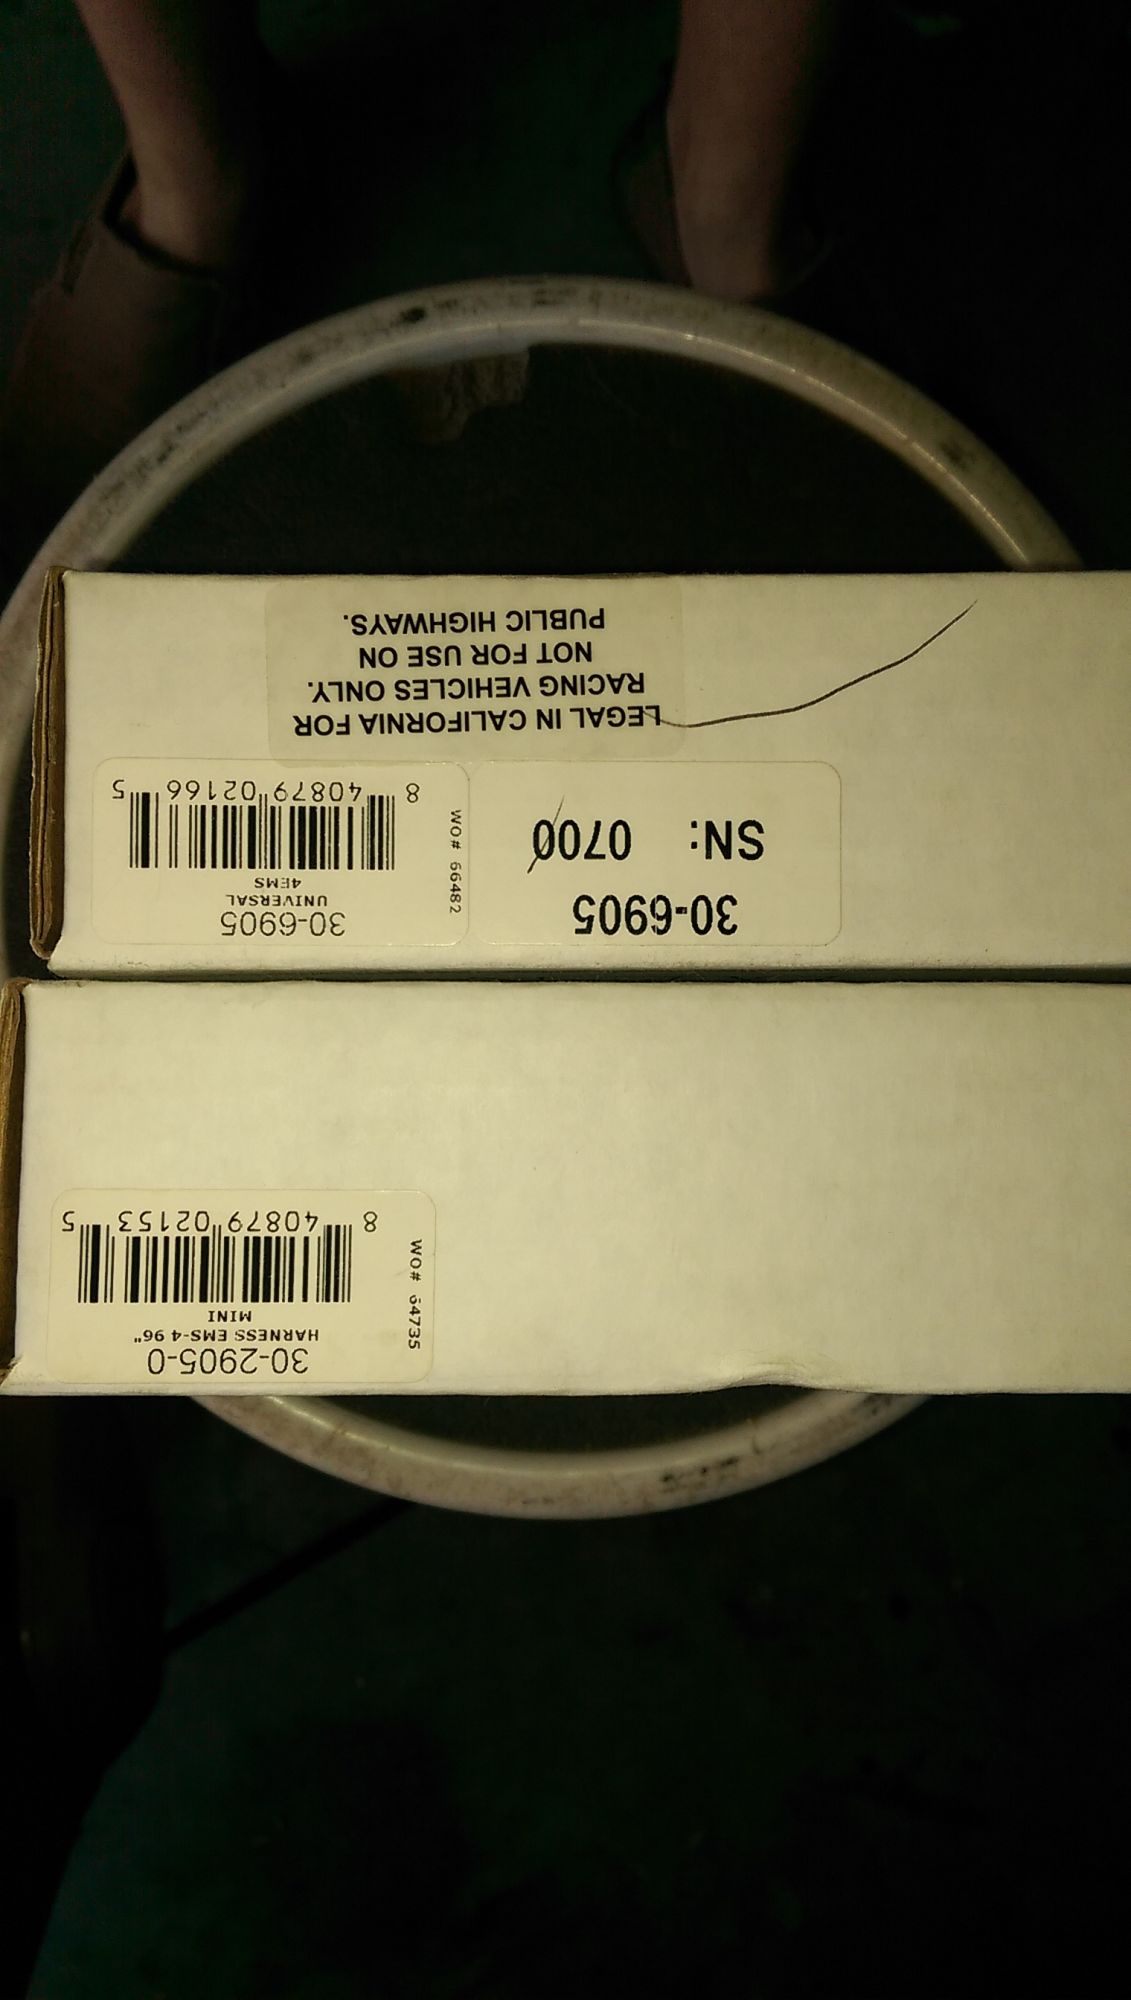 30-2905-0
HARNESS EMS-4 96"
MINI
8 40879 02153 5
WO# 64735
30-6905
SN: 0700
30-6905
UNIVERSAL
4EMS
8 40879 02166 5
WO# 66482
LEGAL IN CALIFORNIA FOR
RACING VEHICLES ONLY.
NOT FOR USE ON
PUBLIC HIGHWAYS.